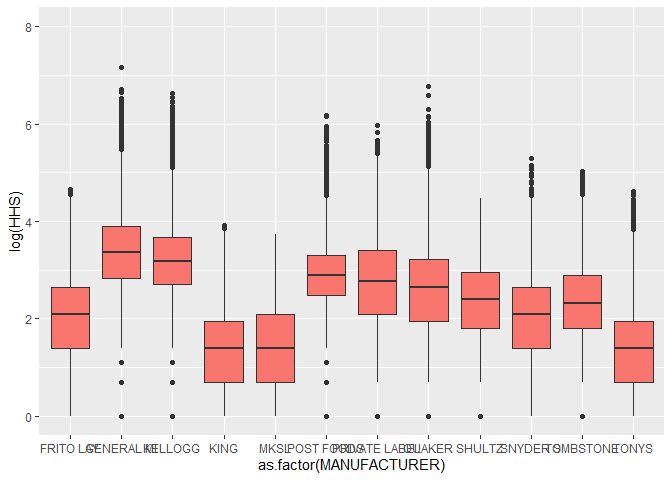 8
6
4
2
0
log(HHS)
FRITO LAY GENERAL MI KELLOGG KING MKSL POST FOODS PRIVATE LABEL QUAKER SHULTZ SNYDER S TOMBSTONE TONYS
as.factor(MANUFACTURER)